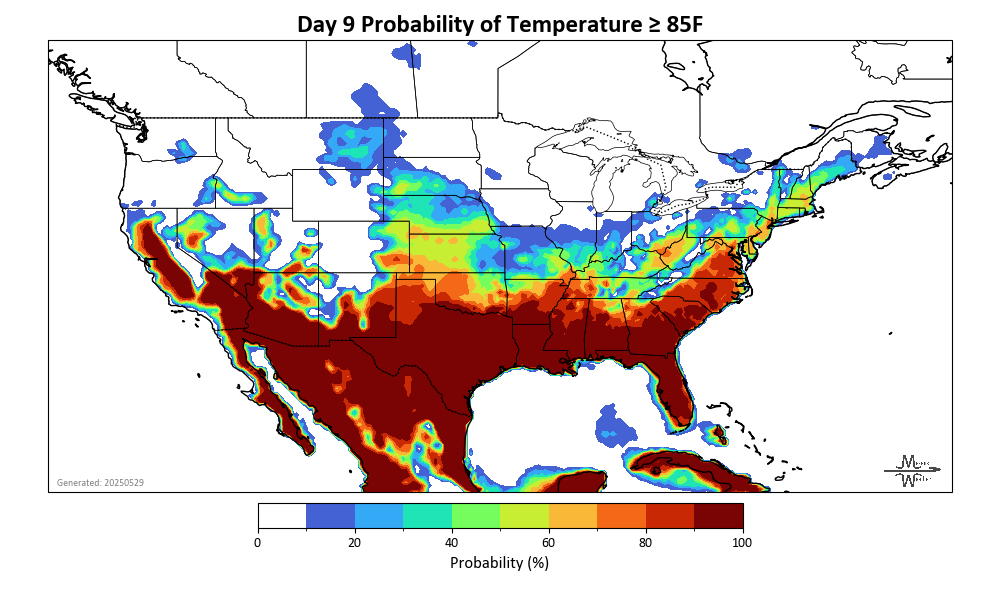 Day 9 Probability of Temperature ≥ 85F
Generated: 20250529
0 20 40 60 80 100
Probability (%)